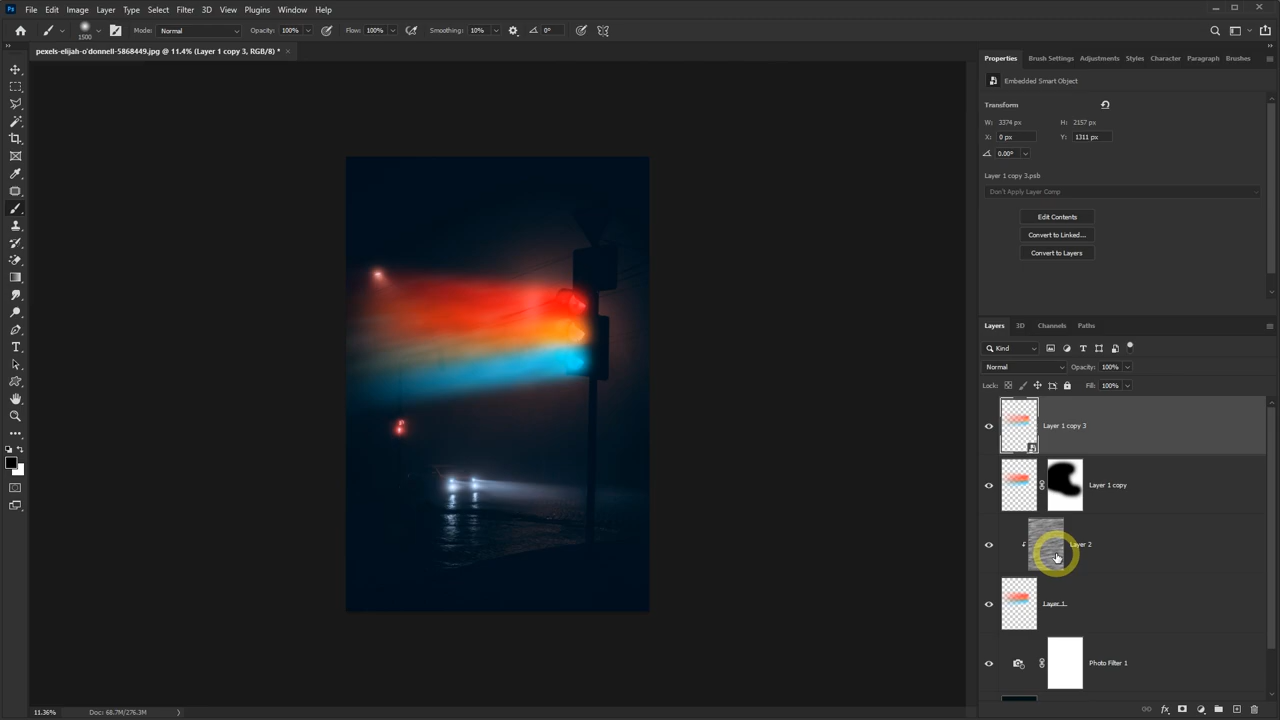 Ps File Edit Image Layer Type Select Filter 3D View Plugins Window Help
1500 Mode: Normal Opacity: 100% Flow: 100% Smoothing: 10% 0°
pexels-elijah-o'donnell-5868449.jpg @ 11.4% (Layer 1 copy 3, RGB/8) *
Properties Brush Settings Adjustments Styles Character Paragraph Brushes
Embedded Smart Object
Transform
W: 3374 px H: 2157 px
X: 0 px Y: 1311 px
0.00°
Layer 1 copy 3.psb
Don't Apply Layer Comp
Edit Contents
Convert to Linked...
Convert to Layers
Layers 3D Channels Paths
Kind
Normal Opacity: 100%
Lock: Fill: 100%
Layer 1 copy 3
Layer 1 copy
Layer 2
Layer 1
Photo Filter 1
11.36% Doc: 68.7M/276.3M